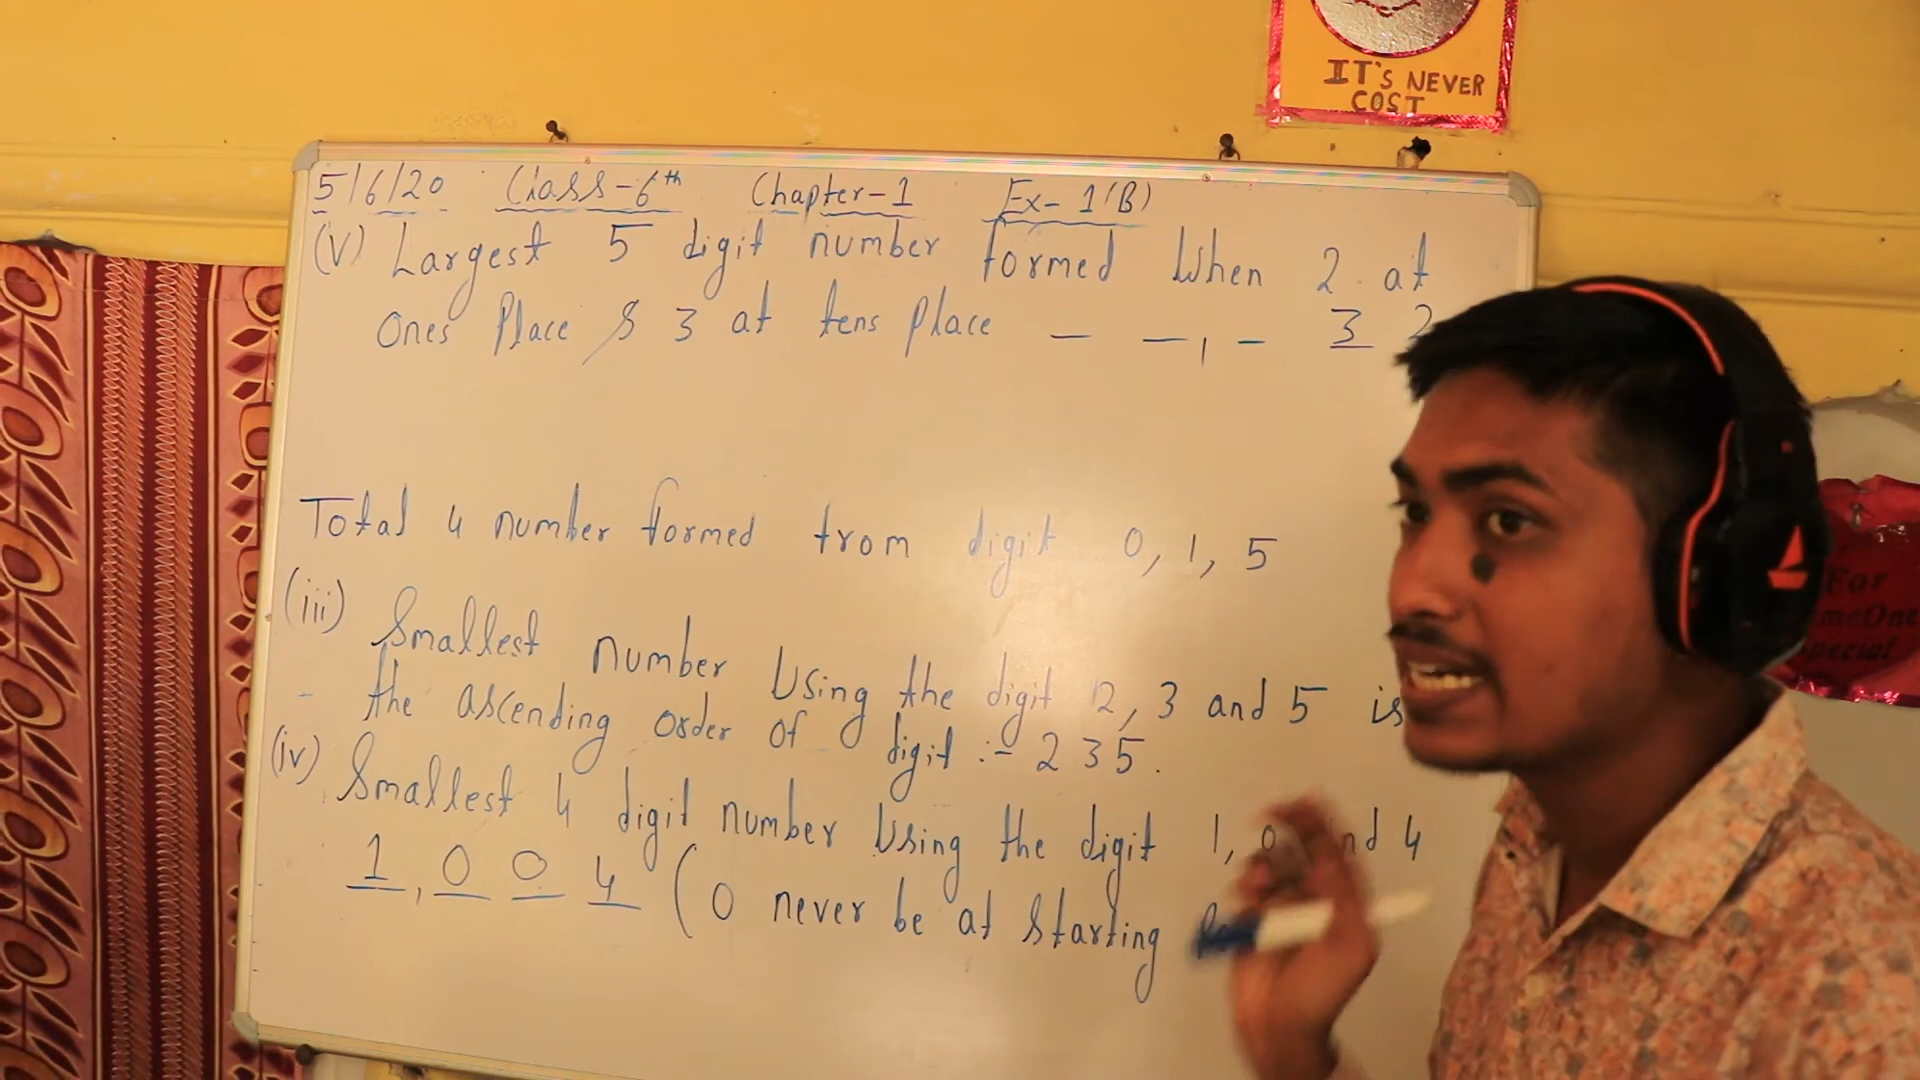 IT'S NEVER
COST
5/6/20 Class-6th Chapter-1 Ex-1(B)
(v) Largest 5 digit number formed When 2 at
Ones Place & 3 at tens place _ _, _ 3 2
Total 4 number formed from digit 0, 1, 5
(iii) Smallest number Using the digit 2, 3 and 5 is
- the ascending order of digit :- 2 3 5.
(iv) Smallest 4 digit number Using the digit 1, 0 and 4
1, 0 0 4 (0 never be at starting
For
Special